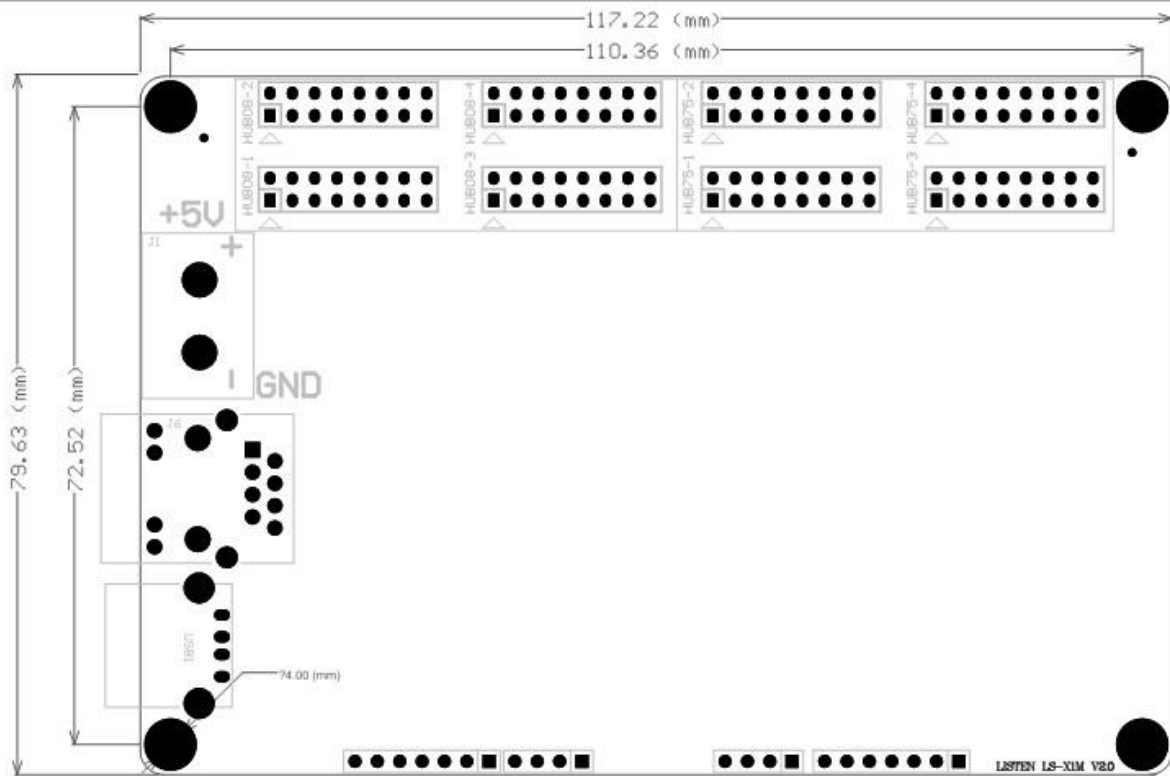 117.22 (mm)
110.36 (mm)
HUB08-2
HUB08-4
HUB75-2
HUB75-4
HUB08-1
HUB08-3
HUB75-1
HUB75-3
+5V
J1
+
79.63 (mm)
72.52 (mm)
-
GND
J6
USB1
?4.00 (mm)
LISTEN LS-X1M V2.0